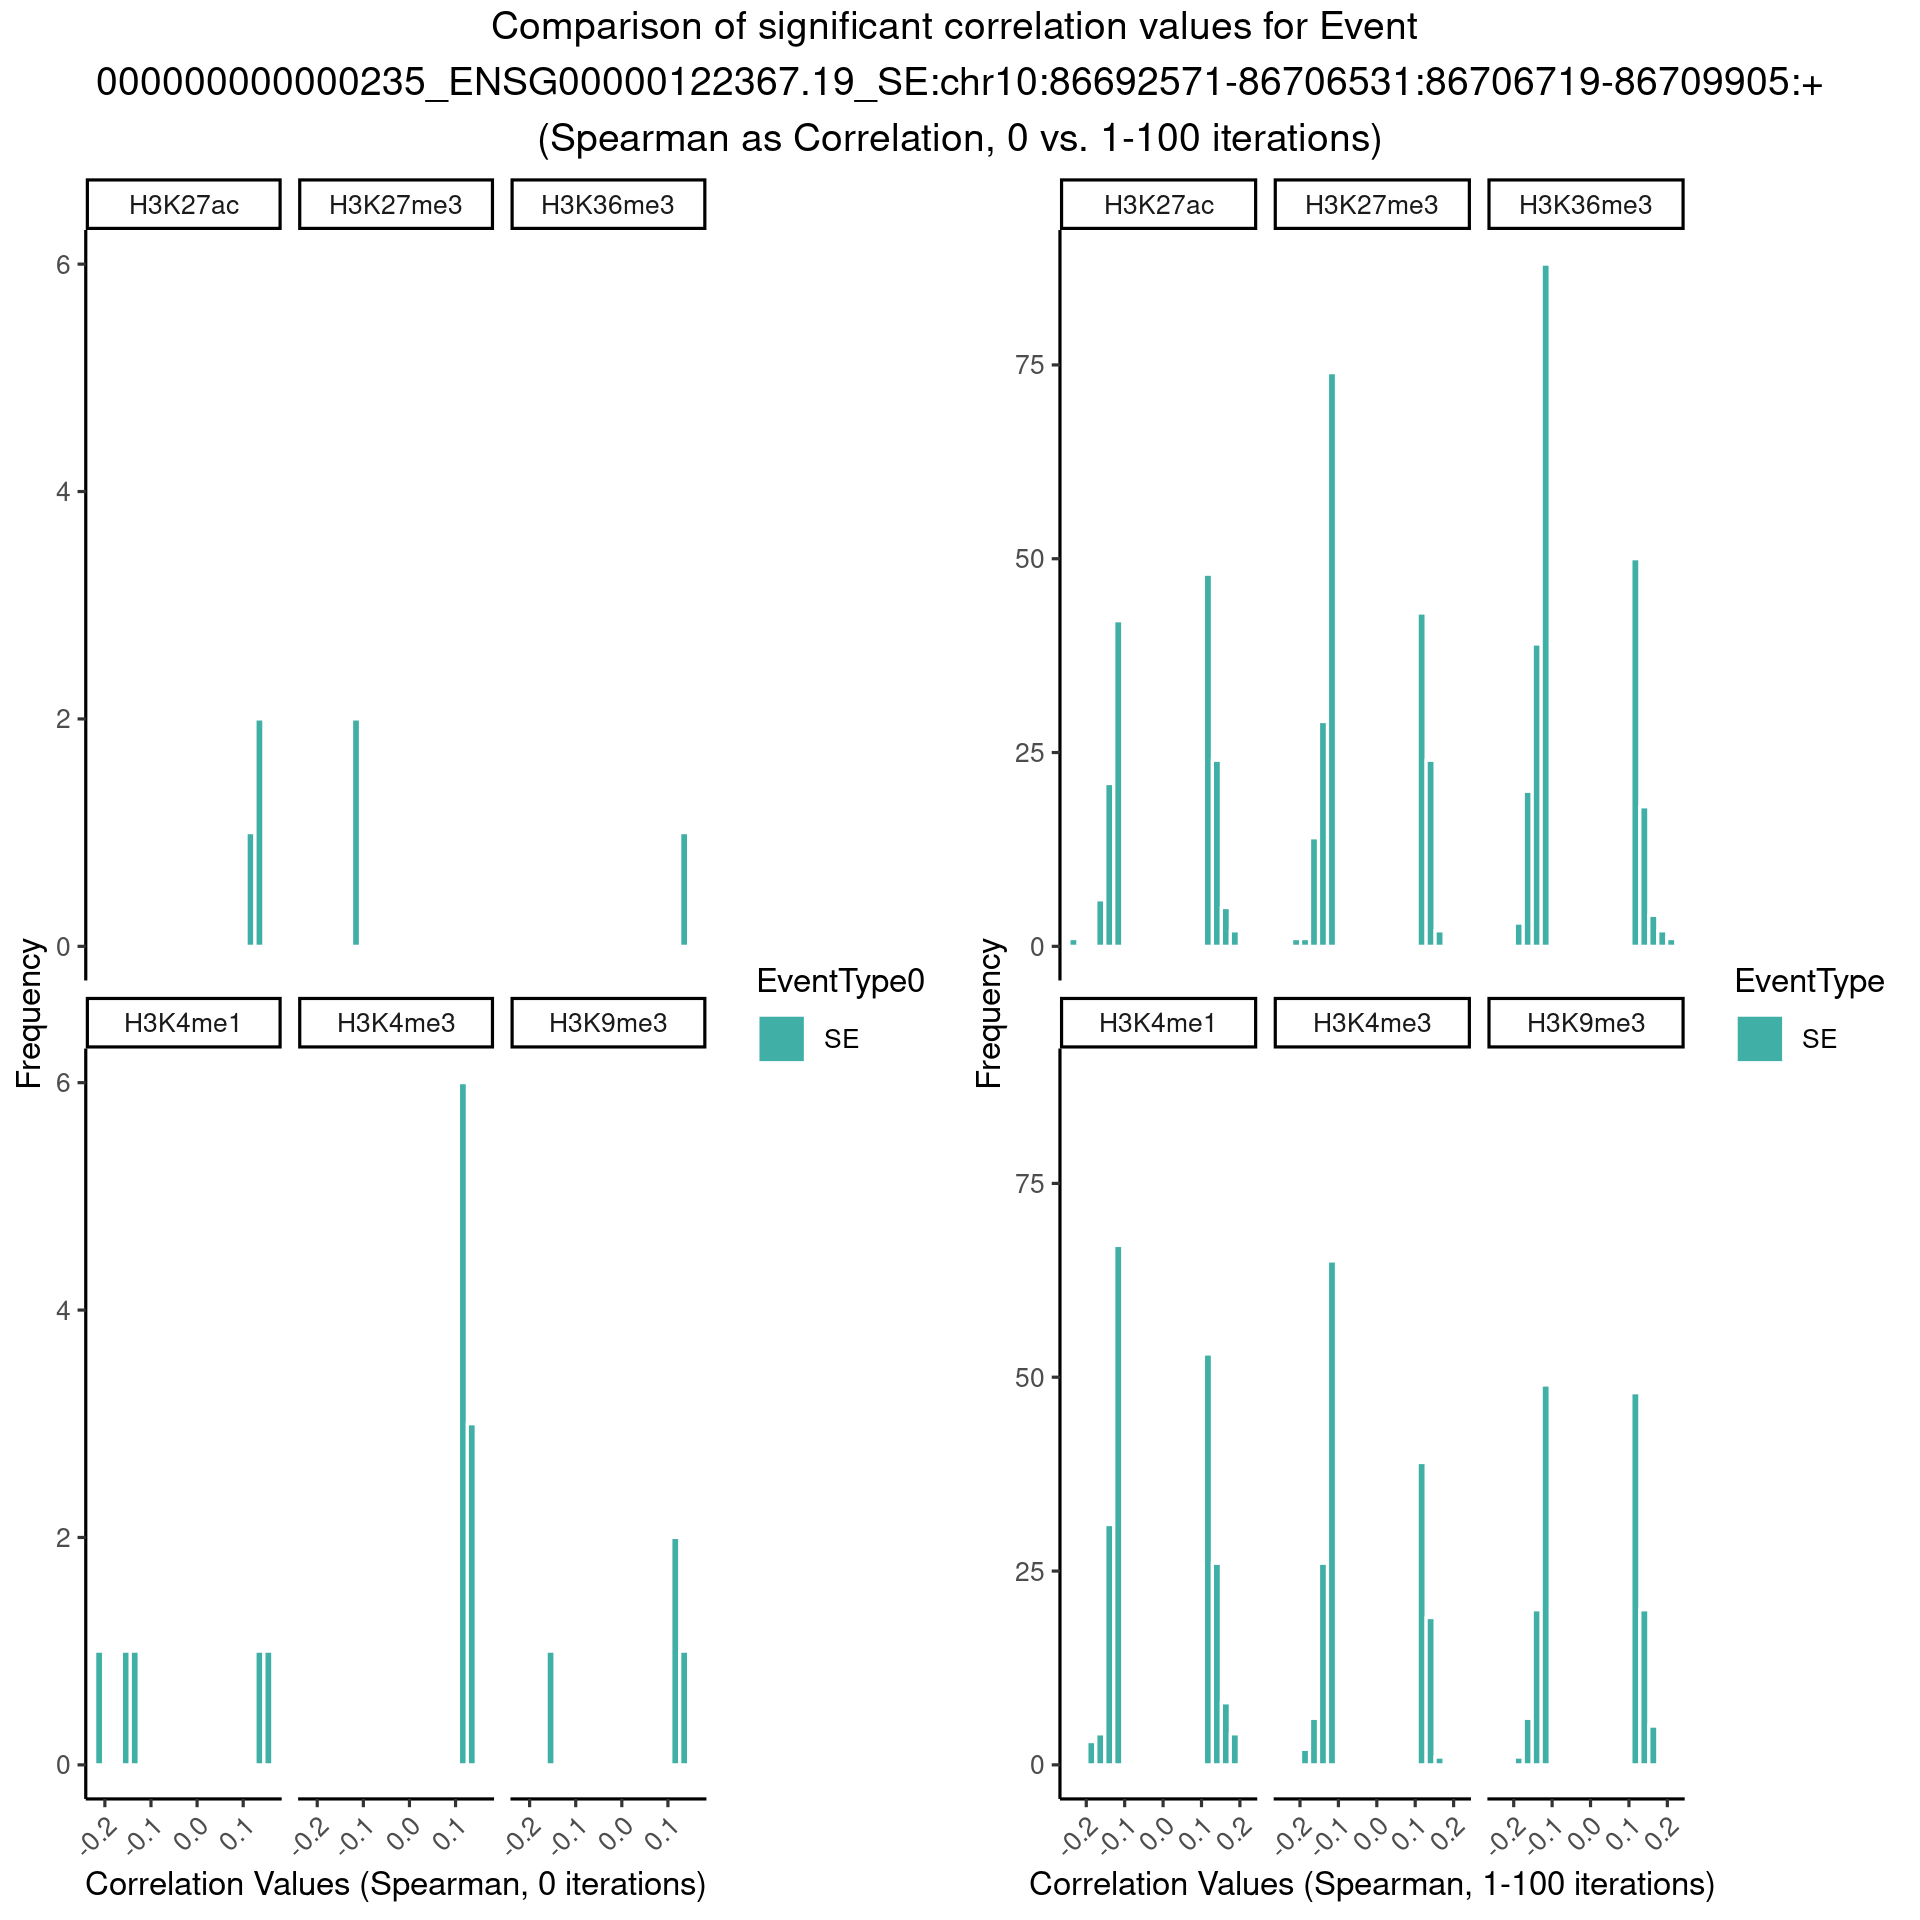 Comparison of significant correlation values for Event
000000000000235_ENSG00000122367.19_SE:chr10:86692571-86706531:86706719-86709905:+
(Spearman as Correlation, 0 vs. 1-100 iterations)
H3K27ac H3K27me3 H3K36me3
6
4
2
0
H3K4me1 H3K4me3 H3K9me3
6
4
2
0
-0.2 -0.1 0.0 0.1 -0.2 -0.1 0.0 0.1 -0.2 -0.1 0.0 0.1
Frequency
Correlation Values (Spearman, 0 iterations)
EventType0
SE
H3K27ac H3K27me3 H3K36me3
75
50
25
0
H3K4me1 H3K4me3 H3K9me3
75
50
25
0
-0.2 -0.1 0.0 0.1 0.2 -0.2 -0.1 0.0 0.1 0.2 -0.2 -0.1 0.0 0.1 0.2
Frequency
Correlation Values (Spearman, 1-100 iterations)
EventType
SE